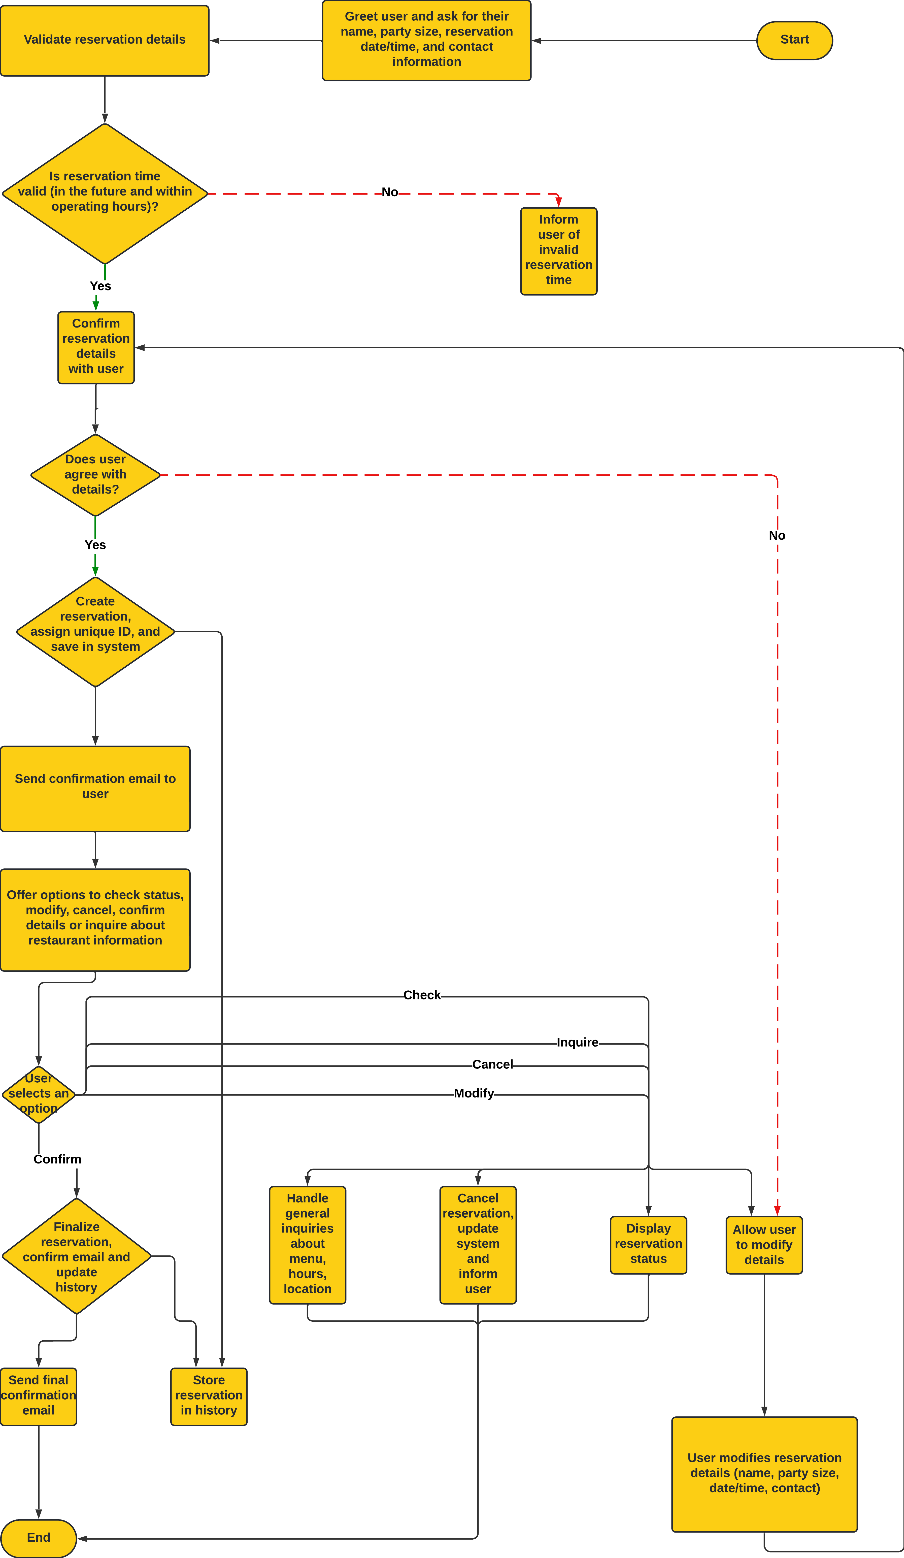 Validate reservation details
Greet user and ask for their
name, party size, reservation
date/time, and contact
information
Start
Is reservation time
valid (in the future and within
operating hours)?
No
Inform
user of
invalid
reservation
time
Yes
Confirm
reservation
details
with user
Does user
agree with
details?
No
Yes
Create
reservation,
assign unique ID, and
save in system
Send confirmation email to
user
Offer options to check status,
modify, cancel, confirm
details or inquire about
restaurant information
Check
Inquire
Cancel
Modify
User
selects an
option
Confirm
Finalize
reservation,
confirm email and
update
history
Handle
general
inquiries
about
menu,
hours,
location
Cancel
reservation,
update
system
and
inform
user
Display
reservation
status
Allow user
to modify
details
Send final
confirmation
email
Store
reservation
in history
User modifies reservation
details (name, party size,
date/time, contact)
End